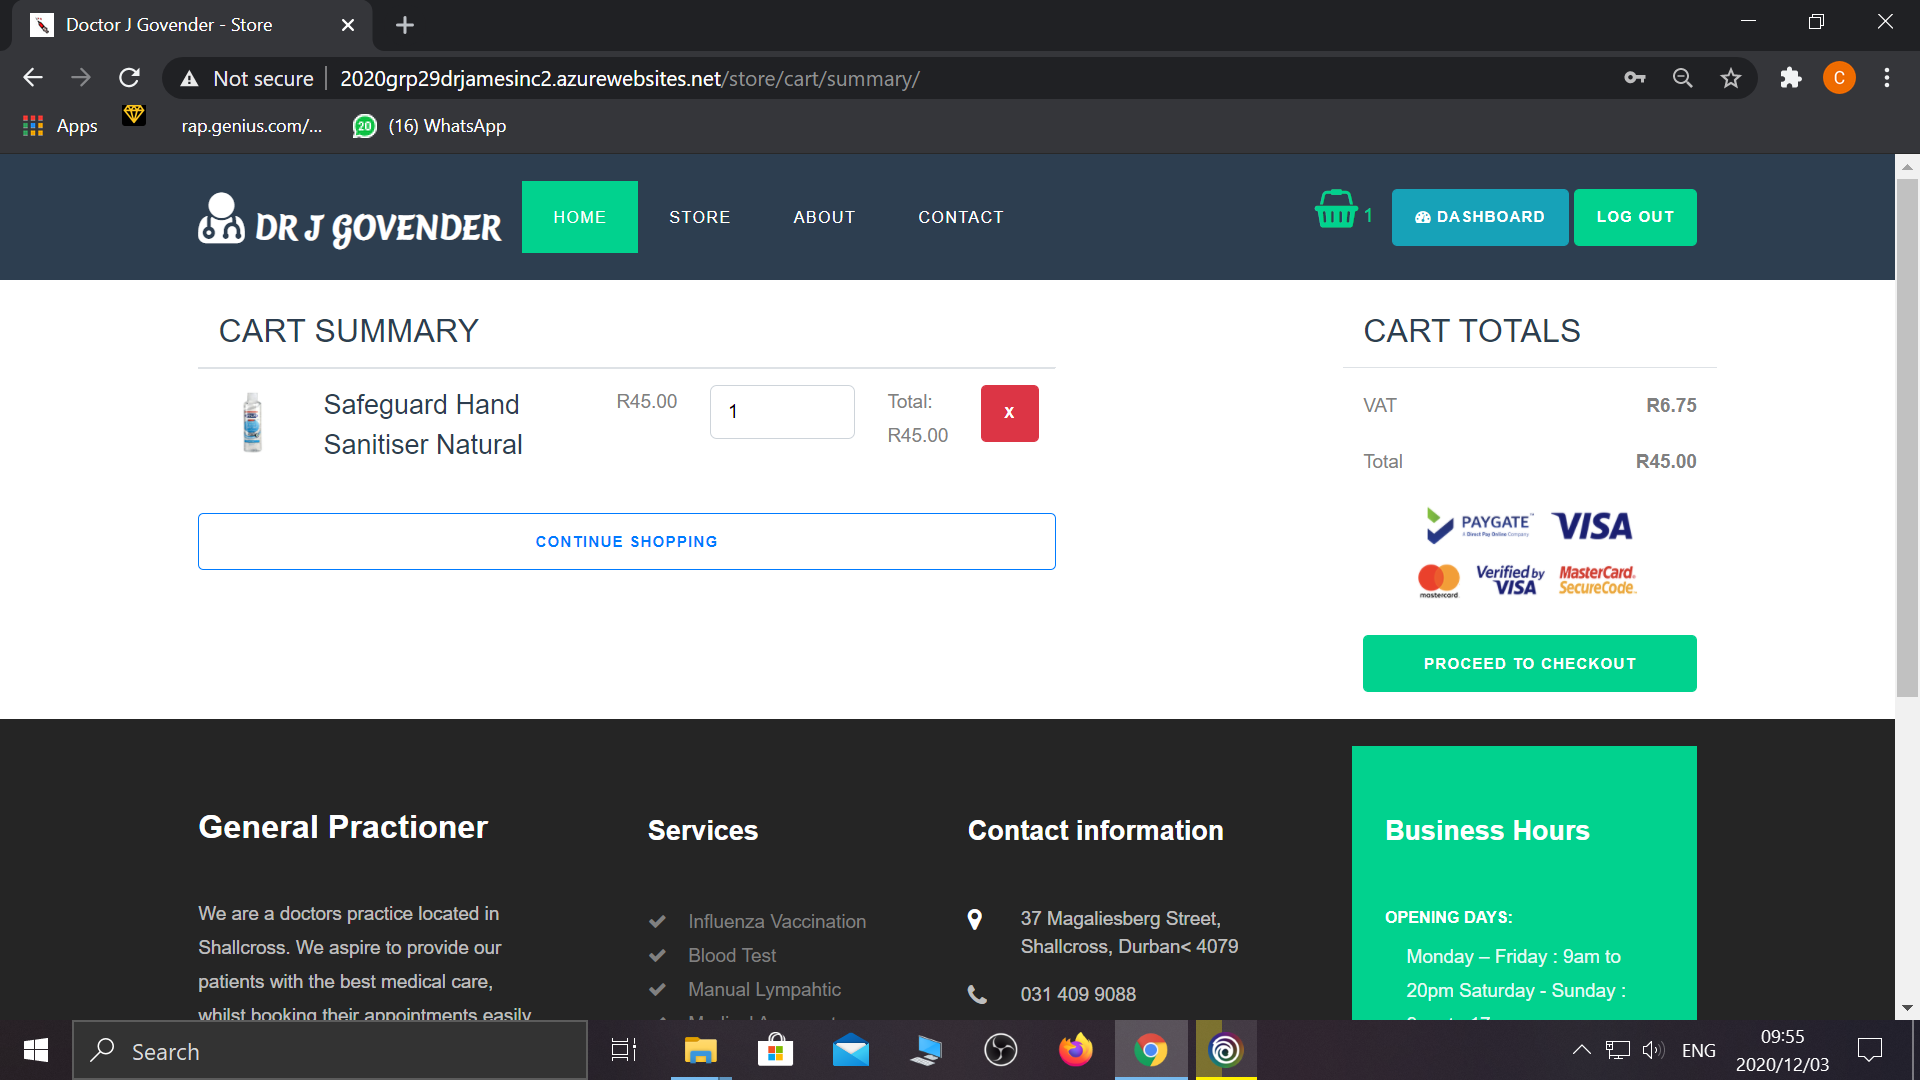 Doctor J Govender - Store
Not secure
2020grp29drjamesinc2.azurewebsites.net/store/cart/summary/
C
Apps
rap.genius.com/...
20
(16) WhatsApp
DR J GOVENDER
HOME
STORE
ABOUT
CONTACT
1
DASHBOARD
LOG OUT
CART SUMMARY
Safeguard Hand
Sanitiser Natural
R45.00
1
Total:
R45.00
X
CONTINUE SHOPPING
CART TOTALS
VAT R6.75
Total R45.00
PAYGATE
A Direct Pay Online Company
VISA
mastercard
Verified by
VISA
MasterCard.
SecureCode.
PROCEED TO CHECKOUT
General Practioner
We are a doctors practice located in
Shallcross. We aspire to provide our
patients with the best medical care,
whilst booking their appointments easily
Services
Influenza Vaccination
Blood Test
Manual Lympahtic
Contact information
37 Magaliesberg Street,
Shallcross, Durban< 4079
031 409 9088
Business Hours
OPENING DAYS:
Monday – Friday : 9am to
20pm Saturday - Sunday :
Search
ENG
09:55
2020/12/03